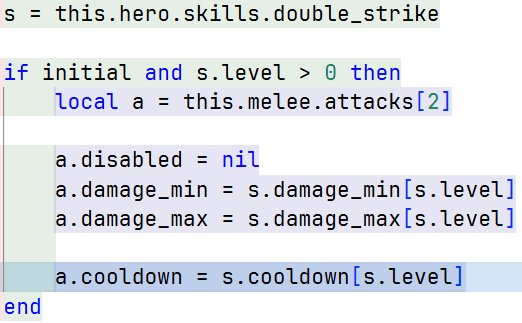 s = this.hero.skills.double_strike
if initial and s.level > 0 then
local a = this.melee.attacks[2]
a.disabled = nil
a.damage_min = s.damage_min[s.level]
a.damage_max = s.damage_max[s.level]
a.cooldown = s.cooldown[s.level]
end